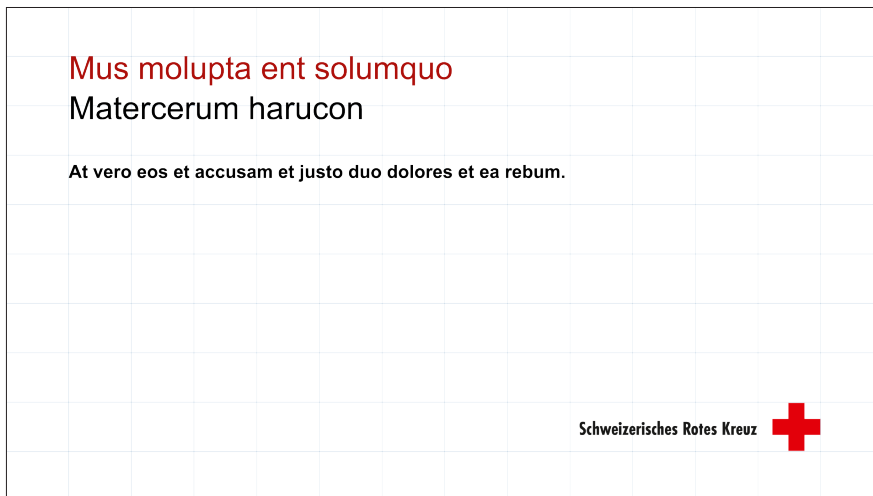 Mus molupta ent solumquo
Matercerum harucon
At vero eos et accusam et justo duo dolores et ea rebum.
Schweizerisches Rotes Kreuz